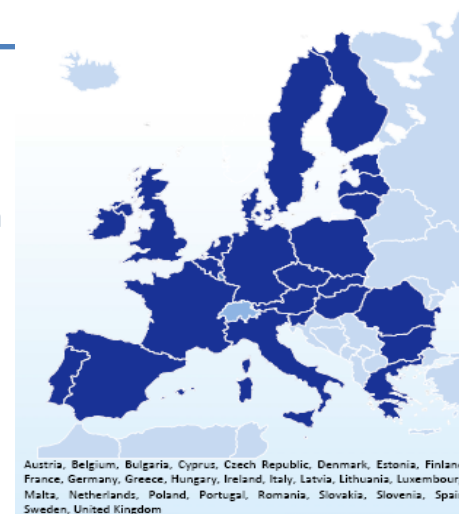 Austria, Belgium, Bulgaria, Cyprus, Czech Republic, Denmark, Estonia, Finland
France, Germany, Greece, Hungary, Ireland, Italy, Latvia, Lithuania, Luxembour
Malta, Netherlands, Poland, Portugal, Romania, Slovakia, Slovenia, Spain
Sweden, United Kingdom